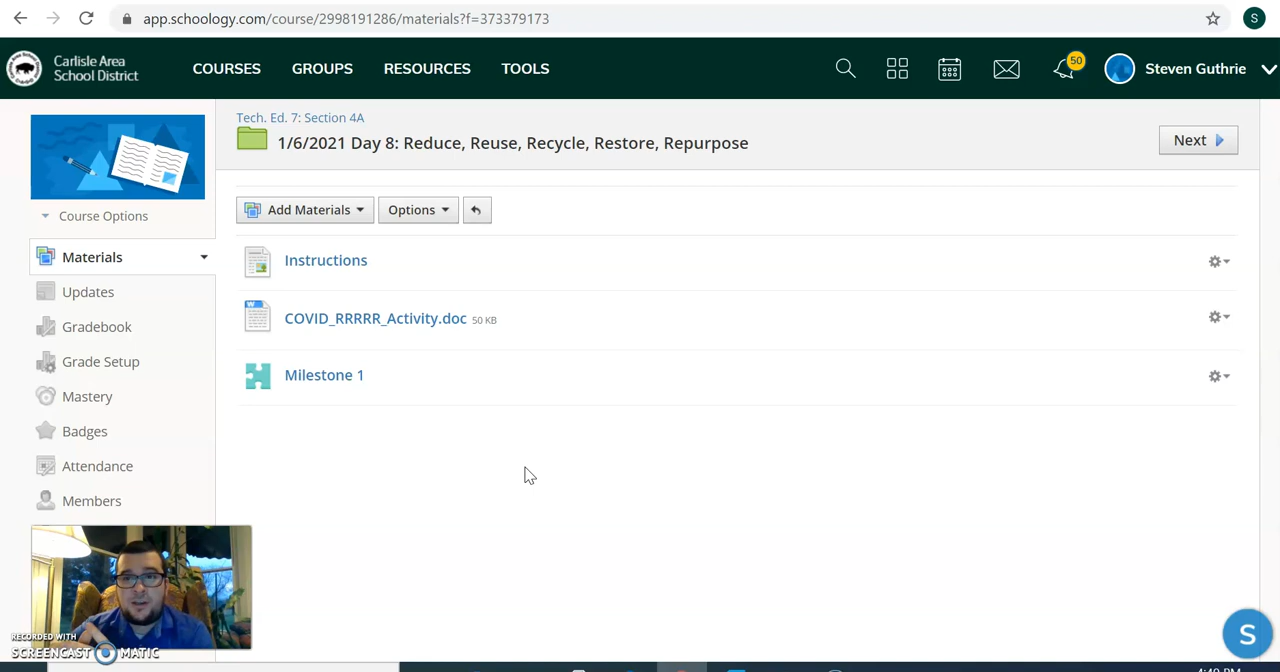 app.schoology.com/course/2998191286/materials?f=373379173
S
Carlisle Area
School District
COURSES
GROUPS
RESOURCES
TOOLS
50
Steven Guthrie
Tech. Ed. 7: Section 4A
1/6/2021 Day 8: Reduce, Reuse, Recycle, Restore, Repurpose
Next
Course Options
Add Materials
Options
Materials
Updates
Gradebook
Grade Setup
Mastery
Badges
Attendance
Members
Instructions
W
COVID_RRRRR_Activity.doc 50 KB
Milestone 1
RECORDED WITH
SCREENCAST MATIC
S